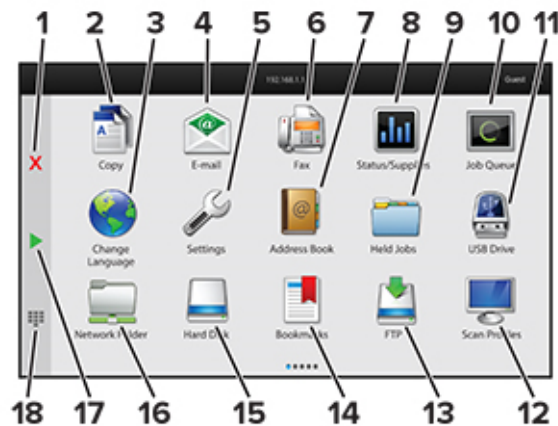 1 2 3 4 5 6 7 8 9 10 11
192.168.1.1 Guest
X
Copy E-mail Fax Status/Supplies Job Queue
Change Language Settings Address Book Held Jobs USB Drive
Network Folder Hard Disk Bookmarks FTP Scan Profiles
18 17 16 15 14 13 12